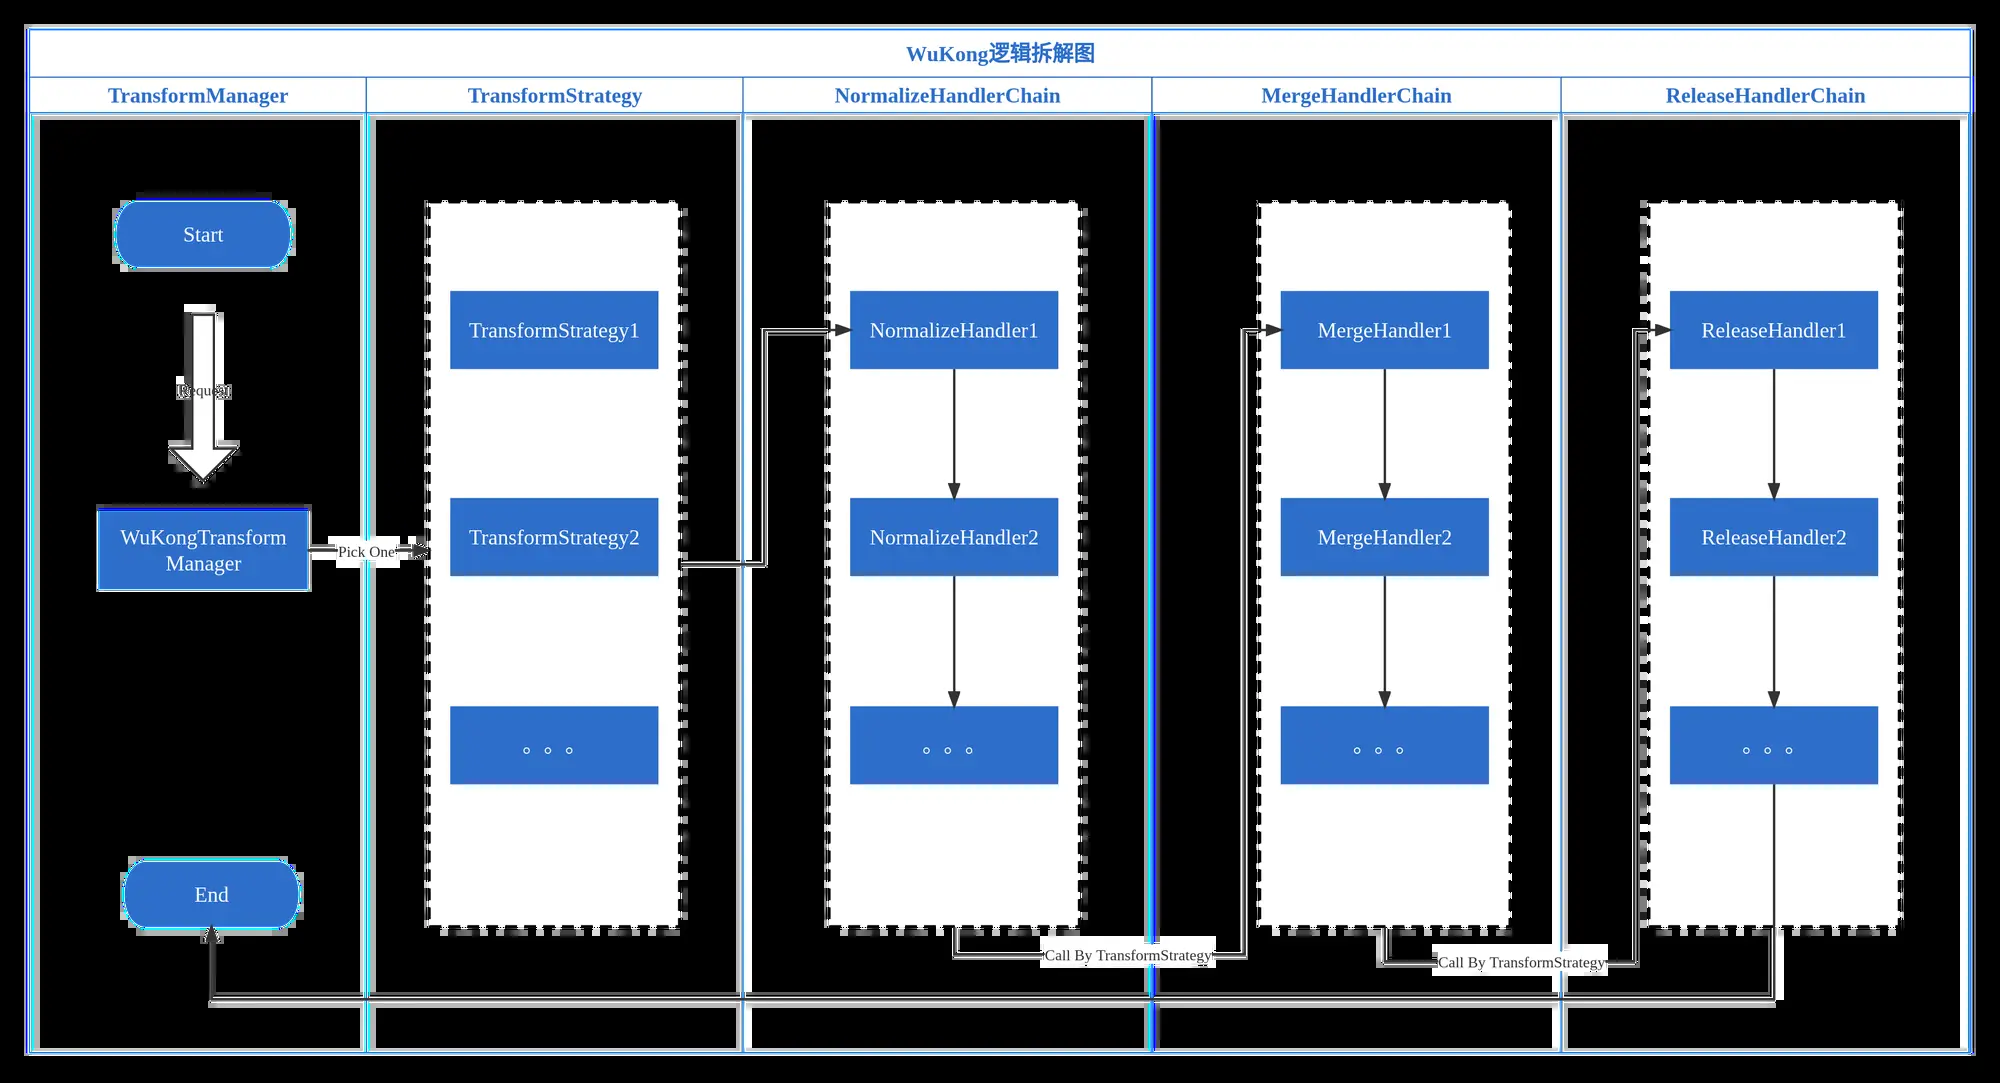 WuKong逻辑拆解图
TransformManager
TransformStrategy
NormalizeHandlerChain
MergeHandlerChain
ReleaseHandlerChain
Start
Request
WuKongTransform
Manager
Pick One
End
TransformStrategy1
TransformStrategy2
。。。
NormalizeHandler1
NormalizeHandler2
。。。
Call By TransformStrategy
MergeHandler1
MergeHandler2
。。。
Call By TransformStrategy
ReleaseHandler1
ReleaseHandler2
。。。